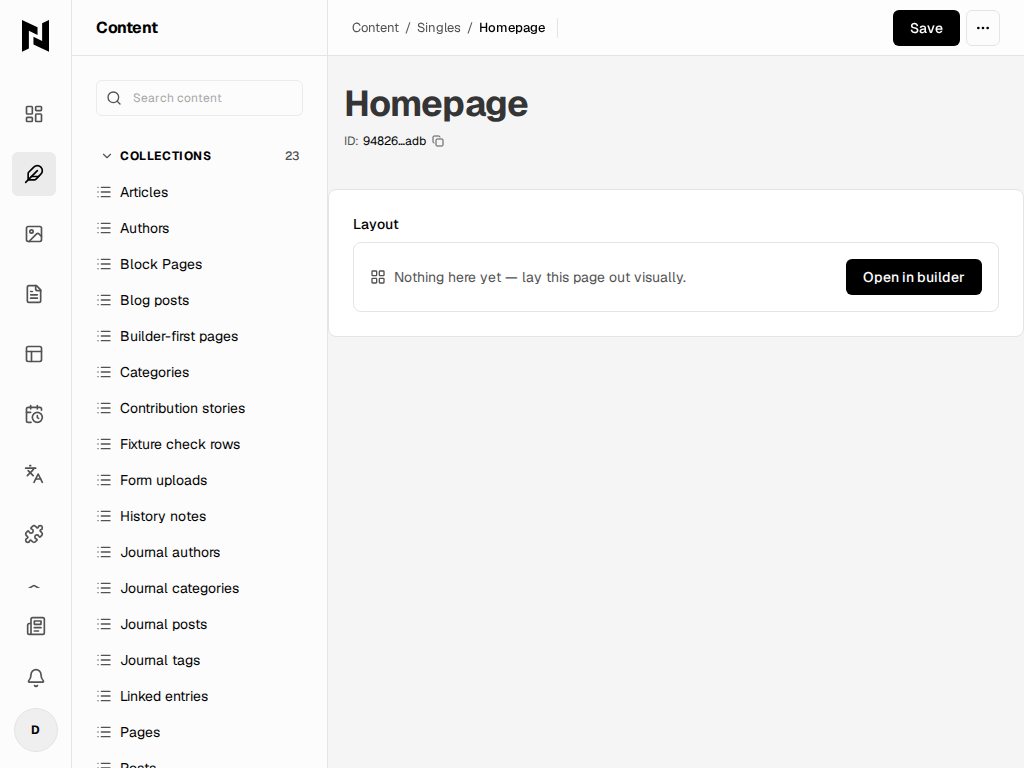 Content
Content / Singles / Homepage
Save
Search content
COLLECTIONS 23
Articles
Authors
Block Pages
Blog posts
Builder-first pages
Categories
Contribution stories
Fixture check rows
Form uploads
History notes
Journal authors
Journal categories
Journal posts
Journal tags
Linked entries
Pages
Posts
D
Homepage
ID: 94826...adb
Layout
Nothing here yet — lay this page out visually.
Open in builder